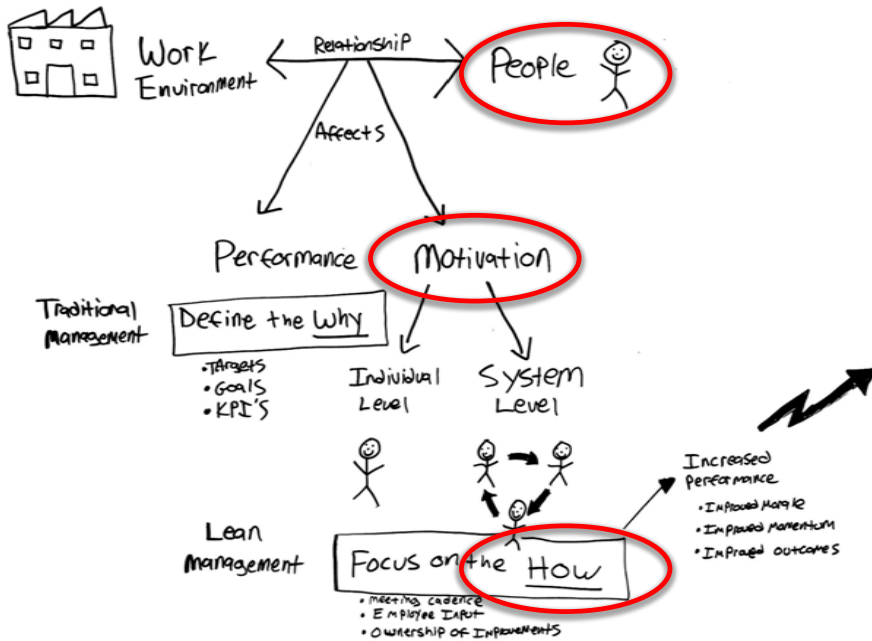 Relationship
Work
Environment
People
Affects
Performance
Motivation
Traditional
Management
Define the Why
• Targets
• Goals
• KPI's
Individual
Level
System
Level
Increased
Performance
• Improved Morale
• Improved Momentum
• Improved Outcomes
Lean
Management
Focus on the How
• Meeting cadence
• Employee Input
• Ownership of Improvements